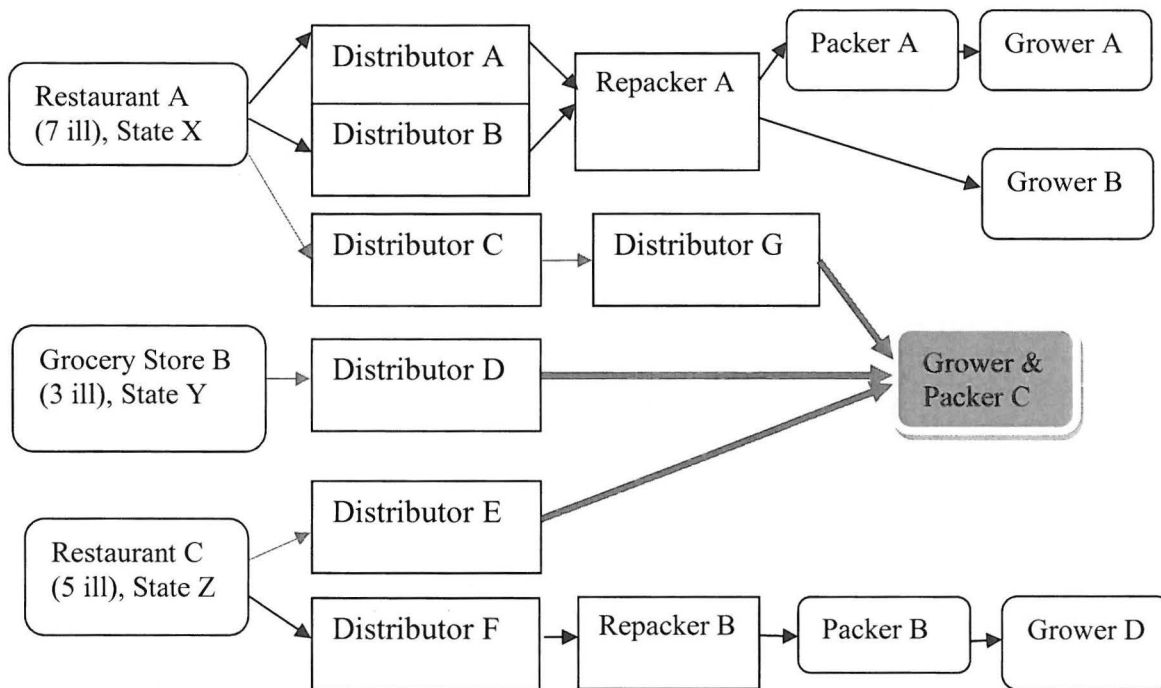 Restaurant A
(7 ill), State X
Distributor A
Distributor B
Repacker A
Packer A
Grower A
Grower B
Distributor C
Distributor G
Grocery Store B
(3 ill), State Y
Distributor D
Grower &
Packer C
Restaurant C
(5 ill), State Z
Distributor E
Distributor F
Repacker B
Packer B
Grower D